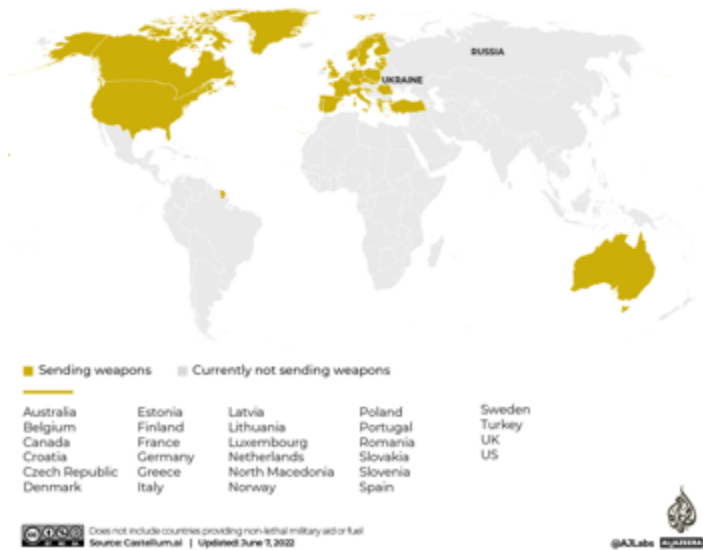 RUSSIA
UKRAINE
Sending weapons
Currently not sending weapons
Australia
Belgium
Canada
Croatia
Czech Republic
Denmark
Estonia
Finland
France
Germany
Greece
Italy
Latvia
Lithuania
Luxembourg
Netherlands
North Macedonia
Norway
Poland
Portugal
Romania
Slovakia
Slovenia
Spain
Sweden
Turkey
UK
US
Does not include countries providing non-lethal military aid or fuel
Source: Castellum.ai | Updated: June 7, 2022
@AJLabs ALJAZEERA